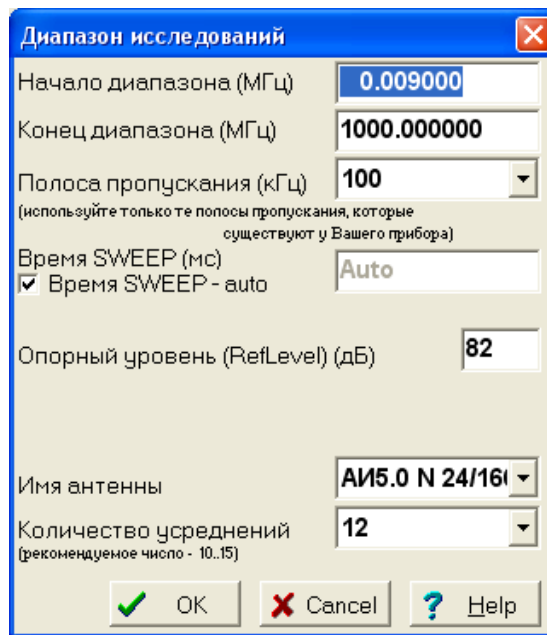 Диапазон исследований
Начало диапазона (МГц) 0.009000
Конец диапазона (МГц) 1000.000000
Полоса пропускания (кГц) 100
(используйте только те полосы пропускания, которые
существуют у Вашего прибора)
Время SWEEP (мс) Auto
Время SWEEP - auto
Опорный уровень (RefLevel) (дБ) 82
Имя антенны АИ5.0 N 24/16
Количество усреднений 12
(рекомендуемое число - 10..15)
OK Cancel ? Help